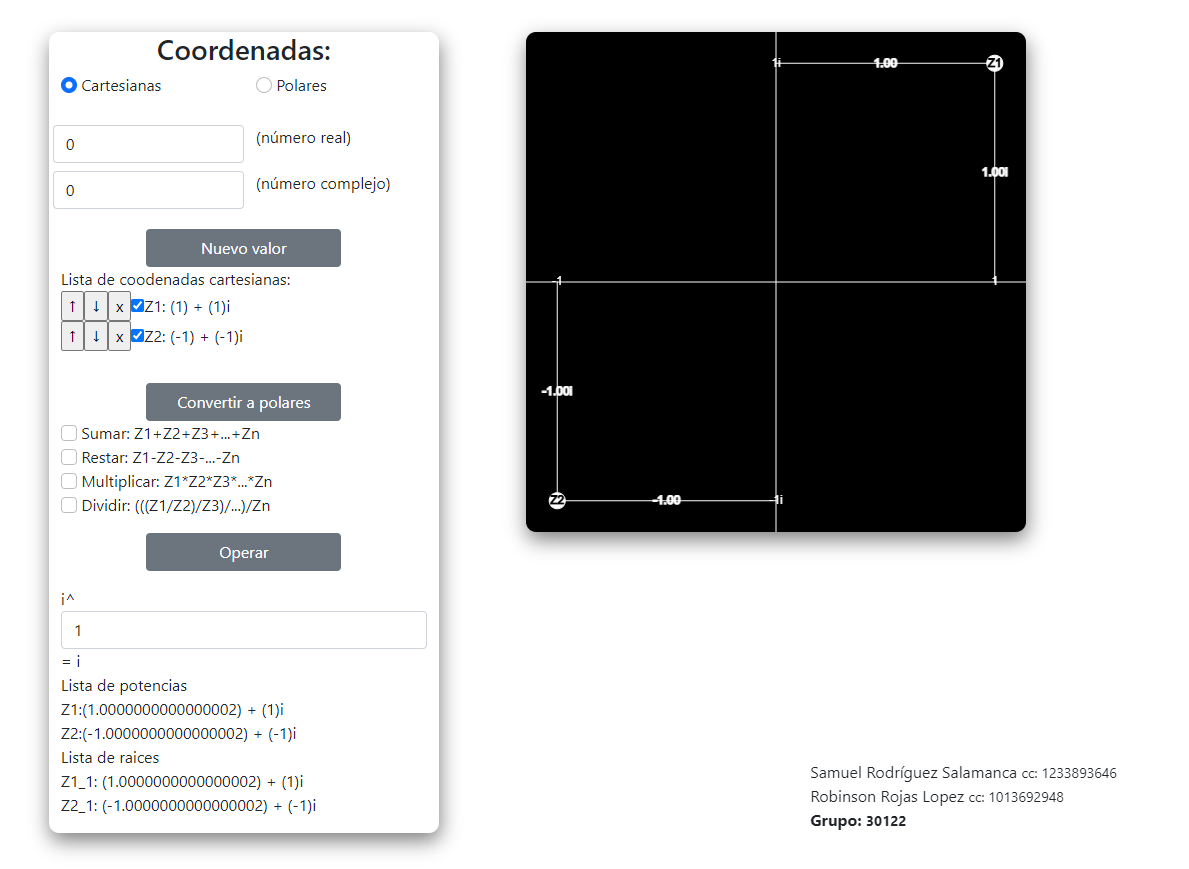 Coordenadas:
Cartesianas
Polares
0
(número real)
0
(número complejo)
Nuevo valor
Lista de coodenadas cartesianas:
↑ ↓ x Z1: (1) + (1)i
↑ ↓ x Z2: (-1) + (-1)i
Convertir a polares
Sumar: Z1+Z2+Z3+...+Zn
Restar: Z1-Z2-Z3-...-Zn
Multiplicar: Z1*Z2*Z3*...*Zn
Dividir: (((Z1/Z2)/Z3)/...)/Zn
Operar
i^
1
= i
Lista de potencias
Z1:(1.0000000000000002) + (1)i
Z2:(-1.0000000000000002) + (-1)i
Lista de raices
Z1_1: (1.0000000000000002) + (1)i
Z2_1: (-1.0000000000000002) + (-1)i
1i
1.00
Z1
1.00i
-1
1
-1.00i
Z2
-1.00
-1i
Samuel Rodríguez Salamanca cc: 1233893646
Robinson Rojas Lopez cc: 1013692948
Grupo: 30122